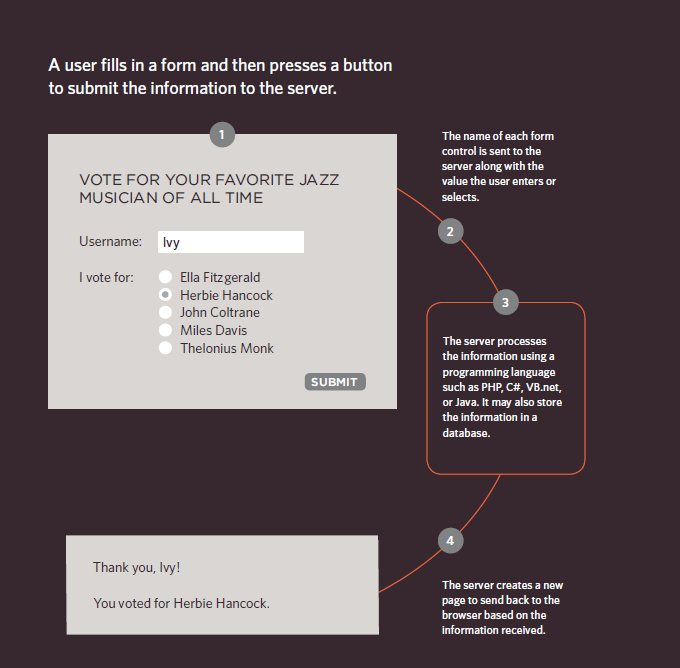 A user fills in a form and then presses a button
to submit the information to the server.
1
VOTE FOR YOUR FAVORITE JAZZ
MUSICIAN OF ALL TIME
Username: Ivy
I vote for: Ella Fitzgerald
Herbie Hancock
John Coltrane
Miles Davis
Thelonius Monk
SUBMIT
The name of each form
control is sent to the
server along with the
value the user enters or
selects.
2
3
The server processes
the information using a
programming language
such as PHP, C#, VB.net,
or Java. It may also store
the information in a
database.
4
The server creates a new
page to send back to the
browser based on the
information received.
Thank you, Ivy!
You voted for Herbie Hancock.